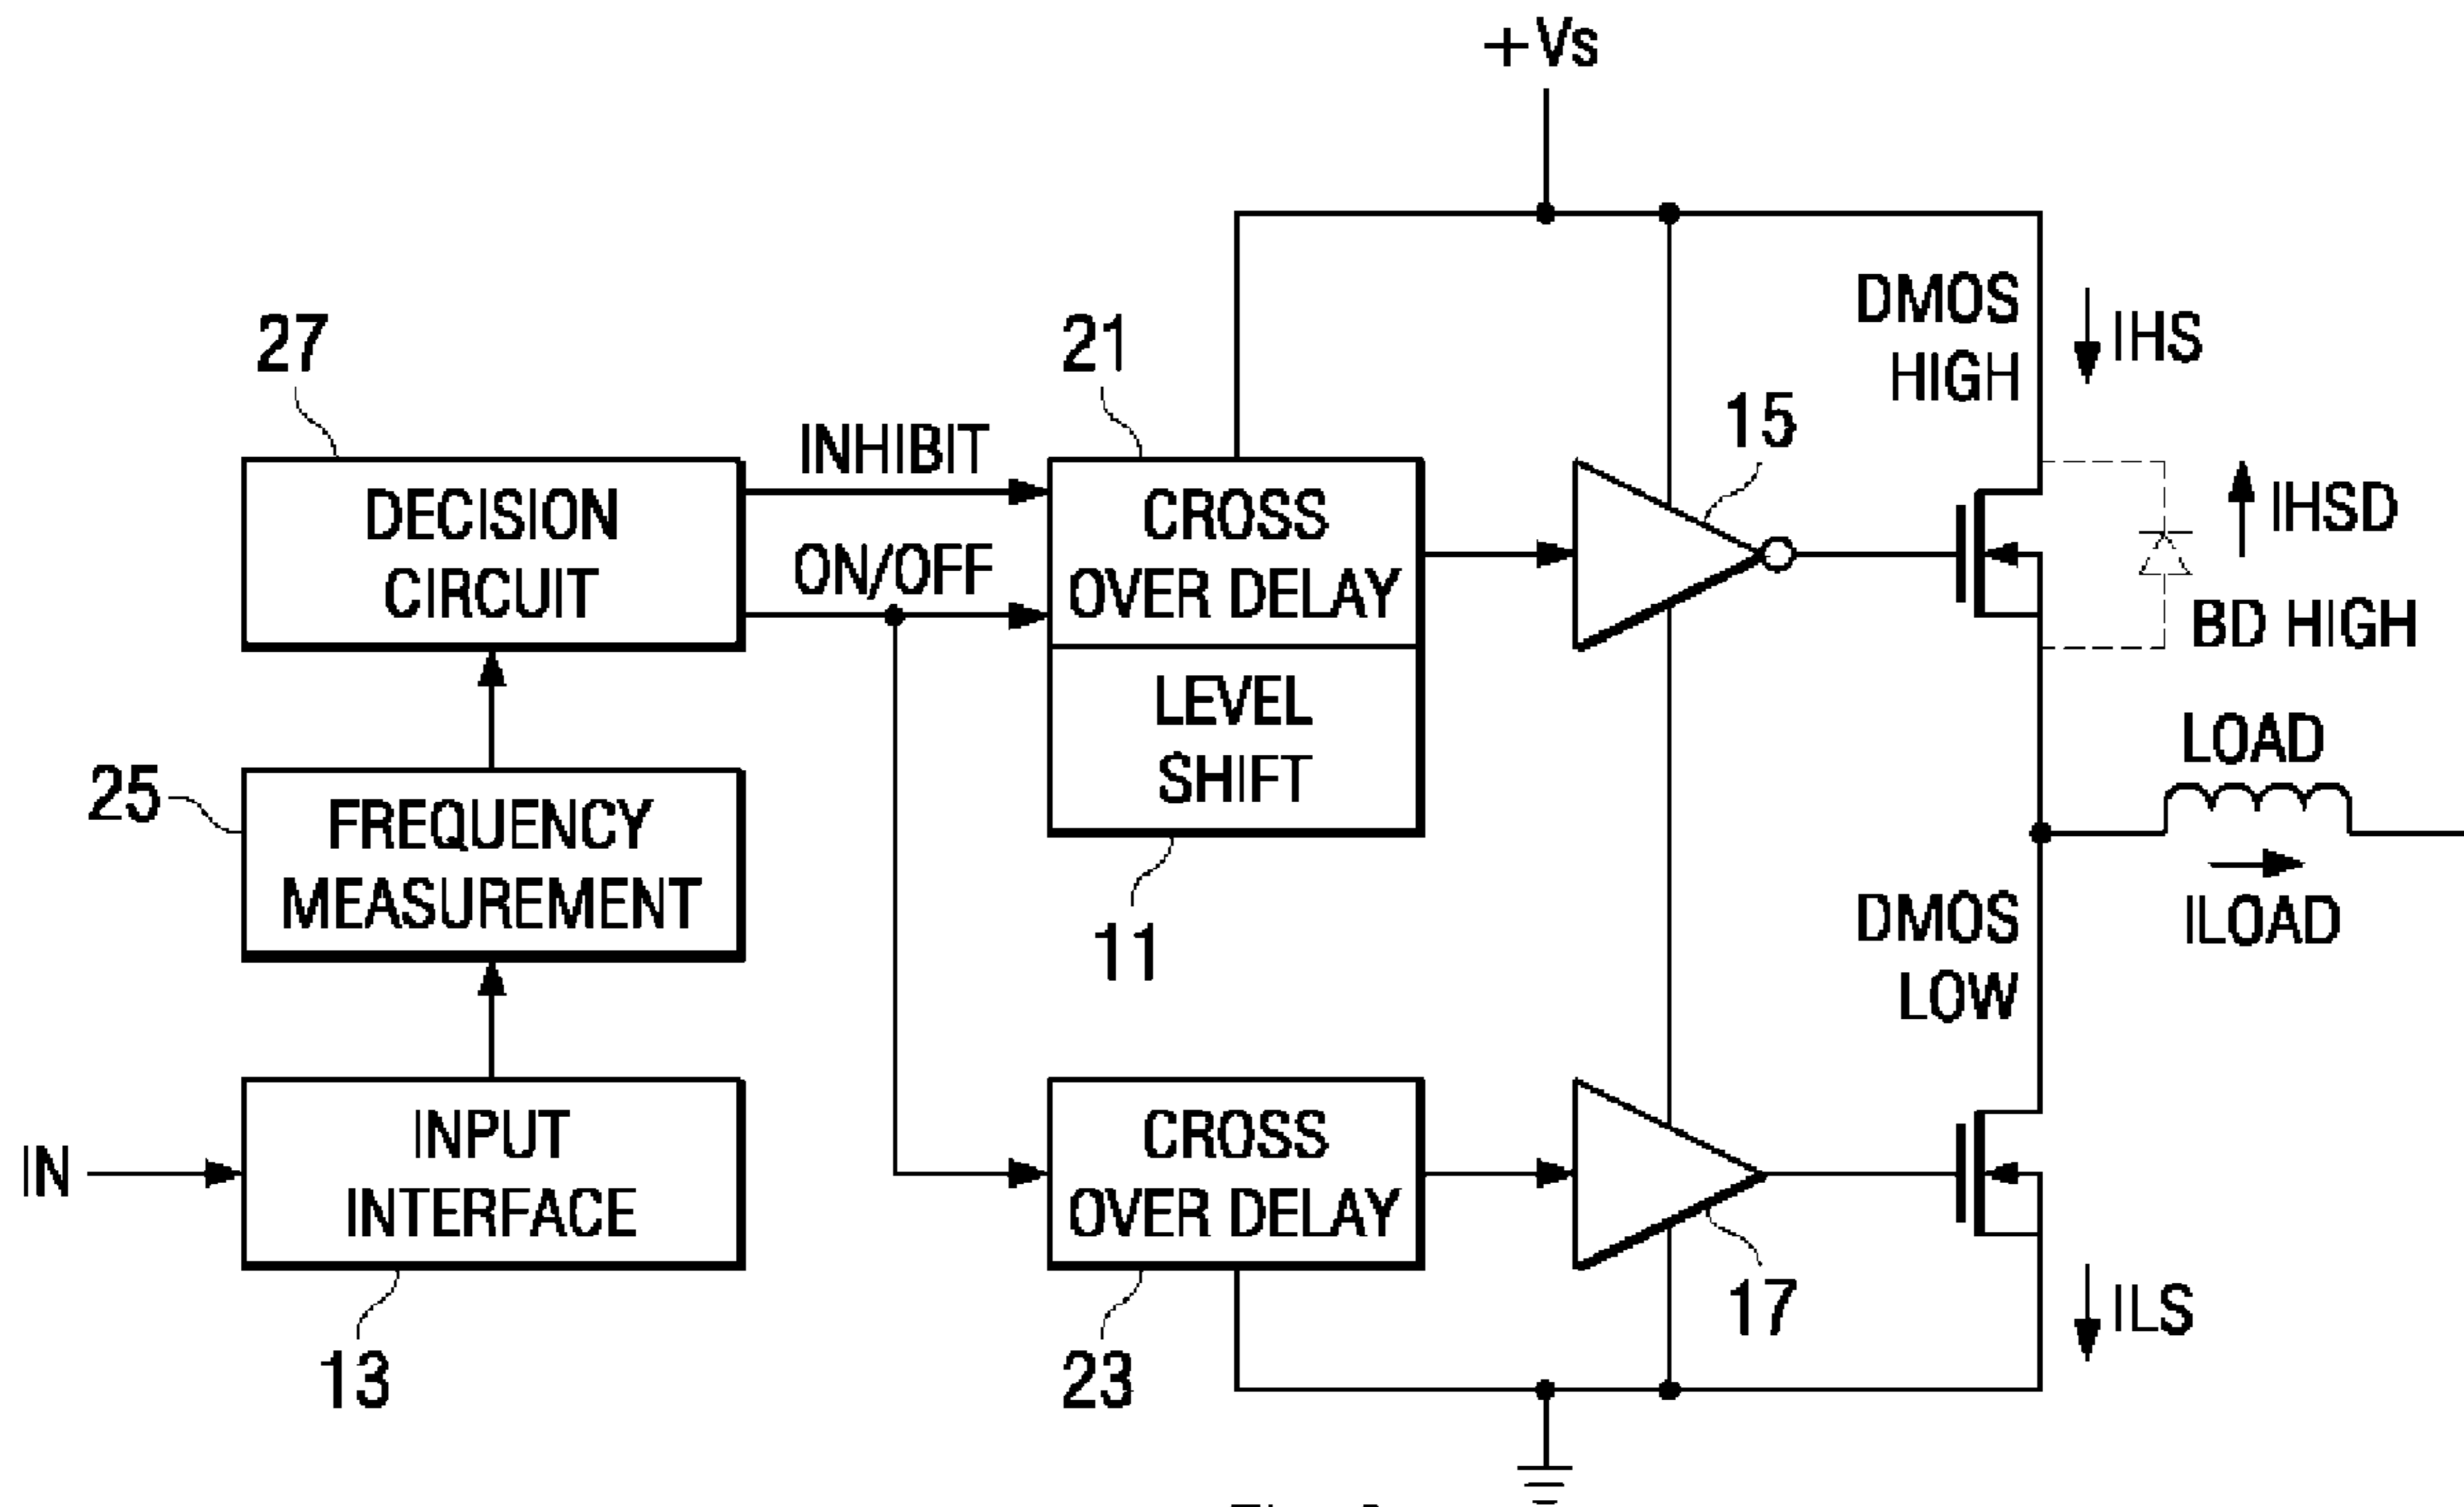 +Vs
DMOS
HIGH
IHS
27
21
15
INHIBIT
ON/OFF
DECISION
CIRCUIT
CROSS
OVER DELAY
LEVEL
SHIFT
IHSD
BD HIGH
LOAD
ILOAD
25
FREQUENCY
MEASUREMENT
11
DMOS
LOW
IN
INPUT
INTERFACE
CROSS
OVER DELAY
17
ILS
13
23